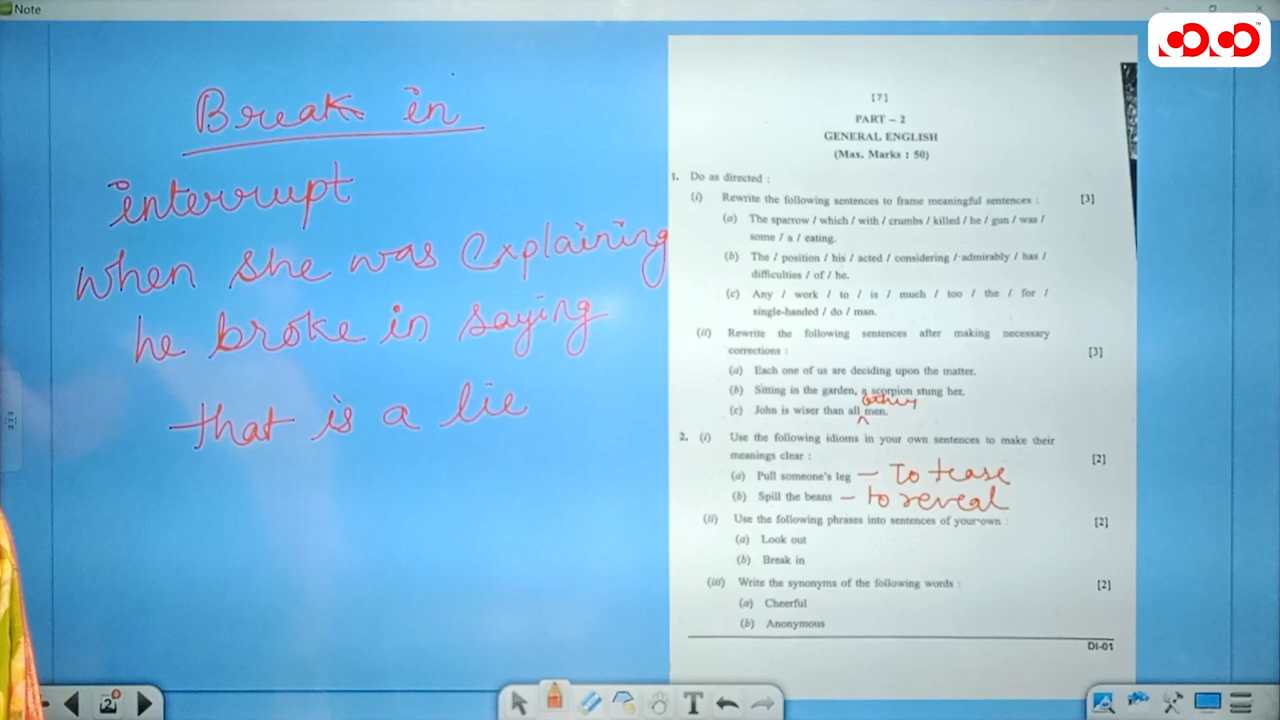 Note
Break in
interrupt
when she was explaining
he broke in saying
that is a lie
[7]
PART – 2
GENERAL ENGLISH
(Max. Marks : 50)
1. Do as directed :
(i) Rewrite the following sentences to frame meaningful sentences : [3]
(a) The sparrow / which / with / crumbs / killed / he / gun / was /
some / a / eating.
(b) The / position / his / acted / considering / admirably / has /
difficulties / of / he.
(c) Any / work / to / is / much / too / the / for /
single-handed / do / man.
(ii) Rewrite the following sentences after making necessary
corrections : [3]
(a) Each one of us are deciding upon the matter.
(b) Sitting in the garden, a scorpion stung her.
other
(c) John is wiser than all men.
2. (i) Use the following idioms in your own sentences to make their
meanings clear : [2]
(a) Pull someone's leg — To tease
(b) Spill the beans — to reveal
(ii) Use the following phrases into sentences of your own : [2]
(a) Look out
(b) Break in
(iii) Write the synonyms of the following words : [2]
(a) Cheerful
(b) Anonymous
DI-01
2
T